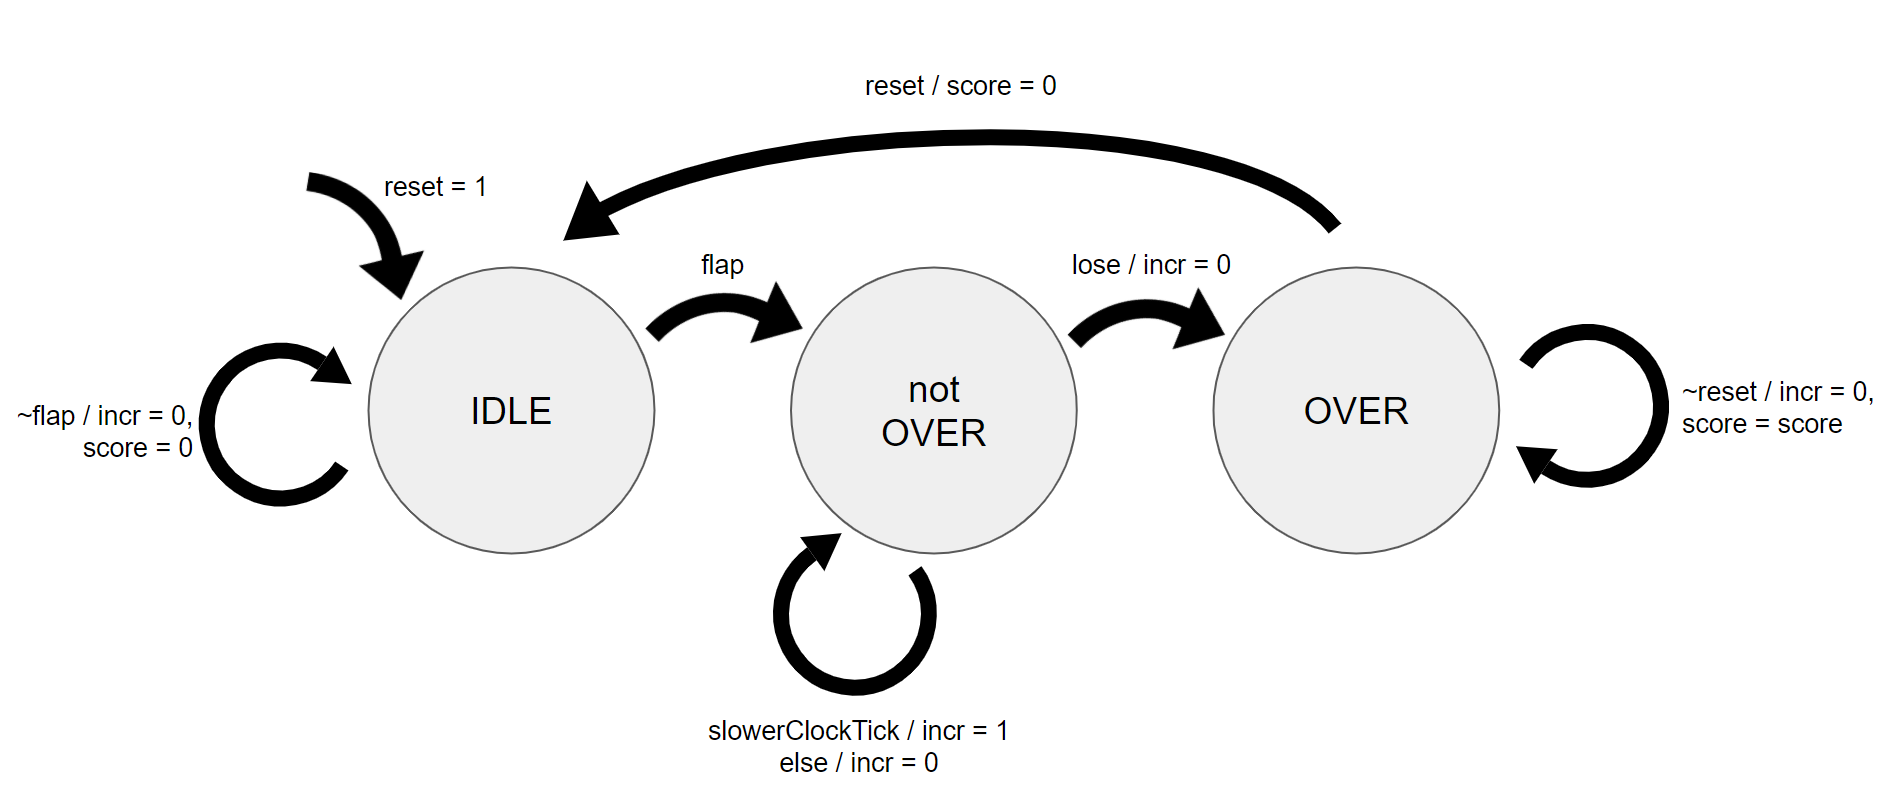 reset / score = 0
reset = 1
flap
lose / incr = 0
~flap / incr = 0,
score = 0
IDLE
not
OVER
OVER
~reset / incr = 0,
score = score
slowerClockTick / incr = 1
else / incr = 0